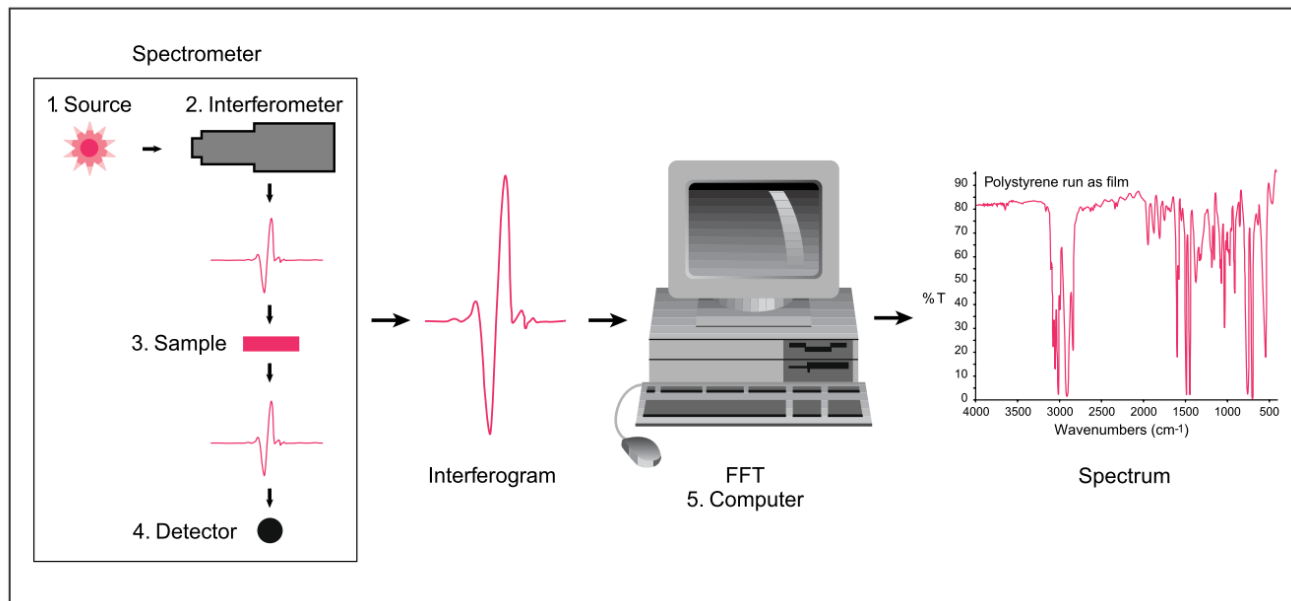 Spectrometer
1. Source
2. Interferometer
3. Sample
4. Detector
Interferogram
FFT
5. Computer
Polystyrene run as film
%T
90
80
70
60
50
40
30
20
10
0
4000 3500 3000 2500 2000 1500 1000 500
Wavenumbers (cm-1)
Spectrum